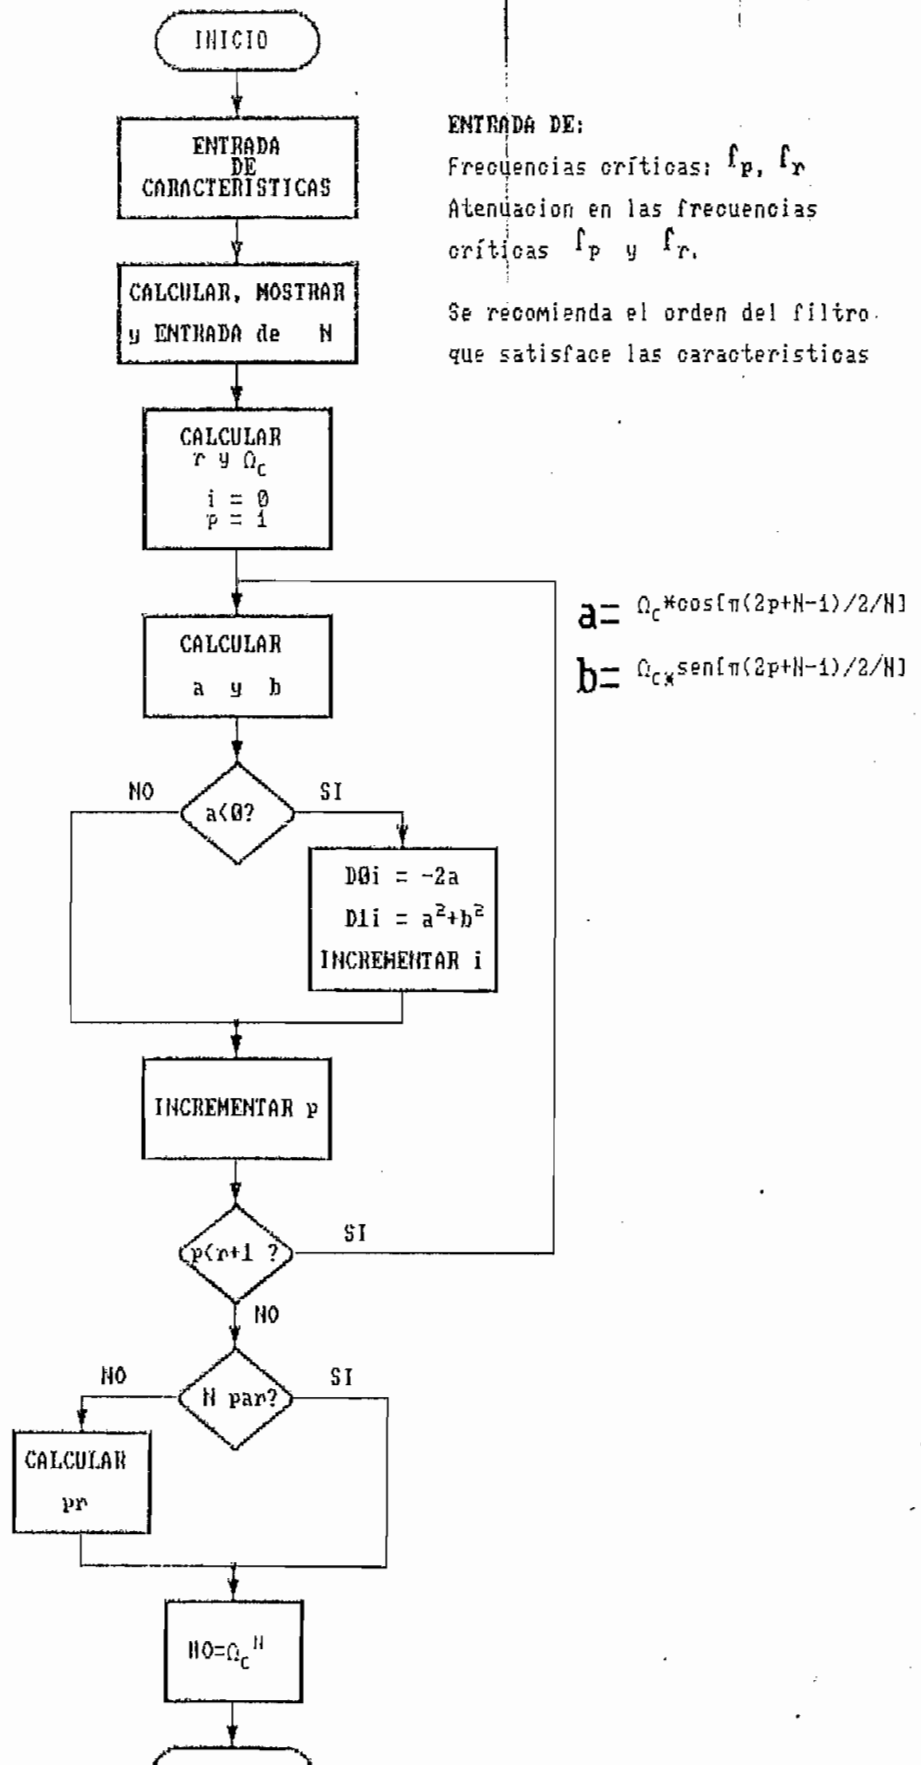 INICIO
ENTRADA
DE
CARACTERISTICAS
ENTRADA DE:
Frecuencias críticas: fp, fr
Atenuacion en las frecuencias
críticas fp y fr.
CALCULAR, MOSTRAR
y ENTRADA de N
Se recomienda el orden del filtro
que satisface las caracteristicas
CALCULAR
r y Ωc
i = 0
p = 1
CALCULAR
a y b
a= Ωc*cos[π(2p+N-1)/2/N]
b= Ωc*sen[π(2p+N-1)/2/N]
NO
a<0?
SI
D0i = -2a
D1i = a²+b²
INCREMENTAR i
INCREMENTAR p
p<r+1 ?
SI
NO
NO
N par?
SI
CALCULAR
pr
NO=Ωc^N